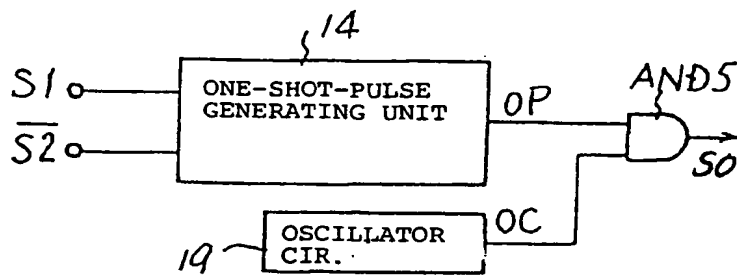 14
S1
S2
ONE-SHOT-PULSE
GENERATING UNIT
OP
AND5
SO
OC
19
OSCILLATOR
CIR.